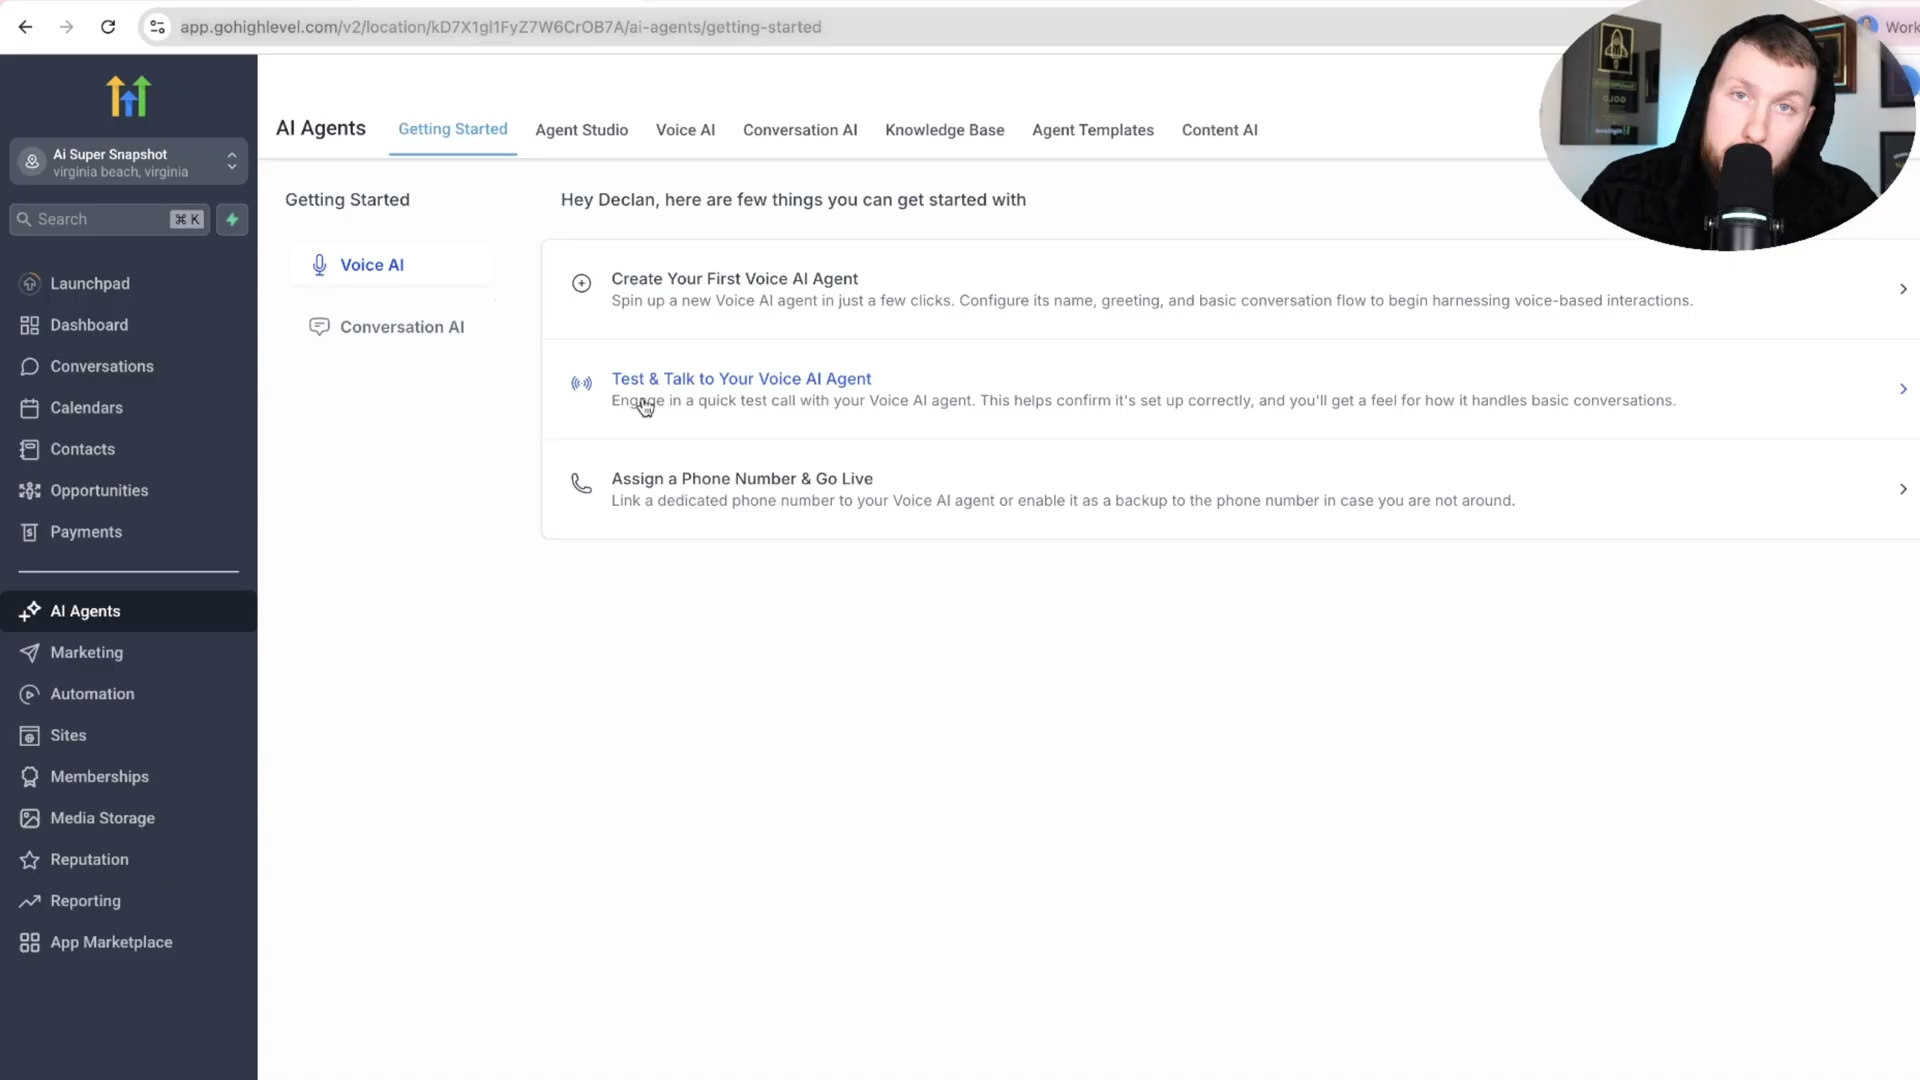 app.gohighlevel.com/v2/location/kD7X1gl1FyZ7W6CrOB7A/ai-agents/getting-started
Work
Ai Super Snapshot
virginia beach, virginia
Search ⌘ K
Launchpad
Dashboard
Conversations
Calendars
Contacts
Opportunities
Payments
AI Agents
Marketing
Automation
Sites
Memberships
Media Storage
Reputation
Reporting
App Marketplace
AI Agents Getting Started Agent Studio Voice AI Conversation AI Knowledge Base Agent Templates Content AI
Getting Started
Voice AI
Conversation AI
Hey Declan, here are few things you can get started with
Create Your First Voice AI Agent
Spin up a new Voice AI agent in just a few clicks. Configure its name, greeting, and basic conversation flow to begin harnessing voice-based interactions.
Test & Talk to Your Voice AI Agent
Engage in a quick test call with your Voice AI agent. This helps confirm it's set up correctly, and you'll get a feel for how it handles basic conversations.
Assign a Phone Number & Go Live
Link a dedicated phone number to your Voice AI agent or enable it as a backup to the phone number in case you are not around.